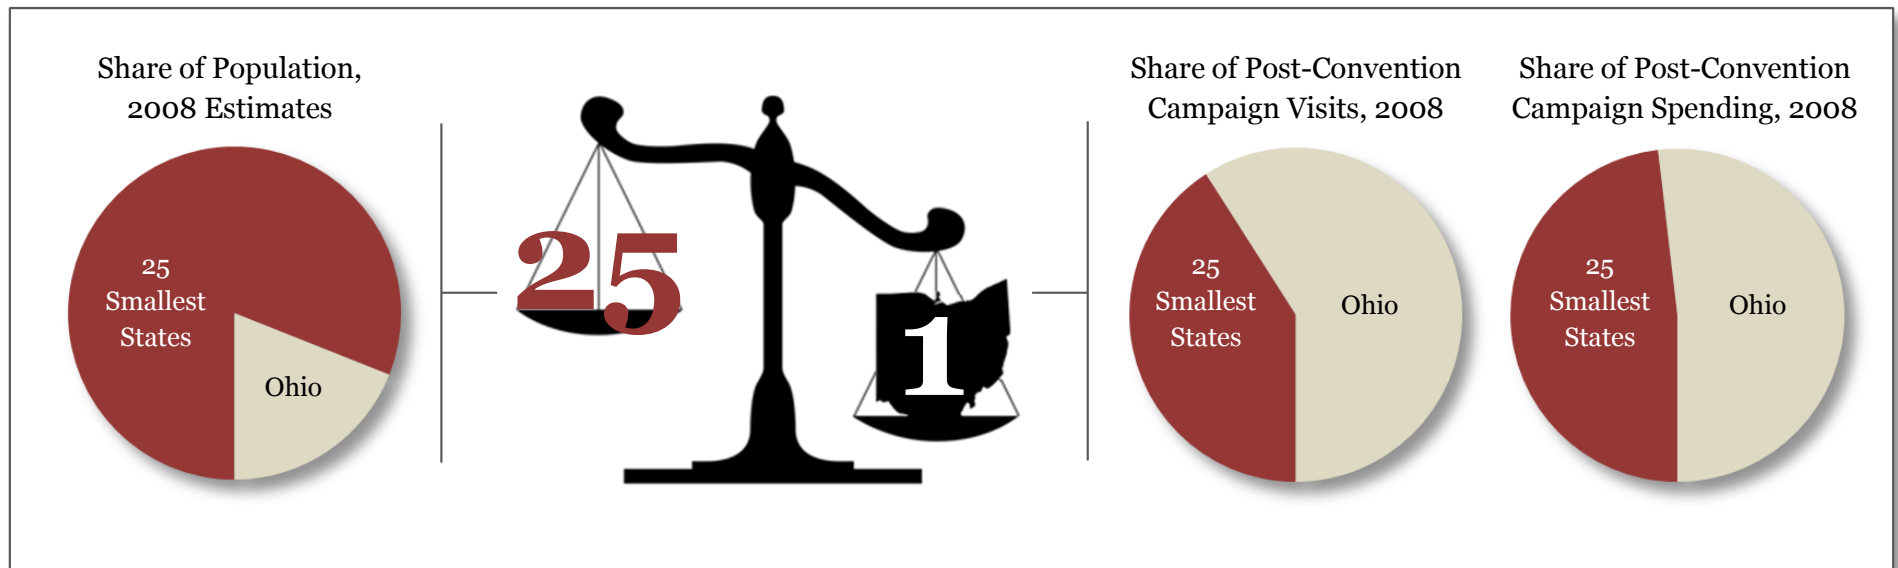 Share of Population,
2008 Estimates
25
Smallest
States
Ohio
25
1
Share of Post-Convention
Campaign Visits, 2008
25
Smallest
States
Ohio
Share of Post-Convention
Campaign Spending, 2008
25
Smallest
States
Ohio